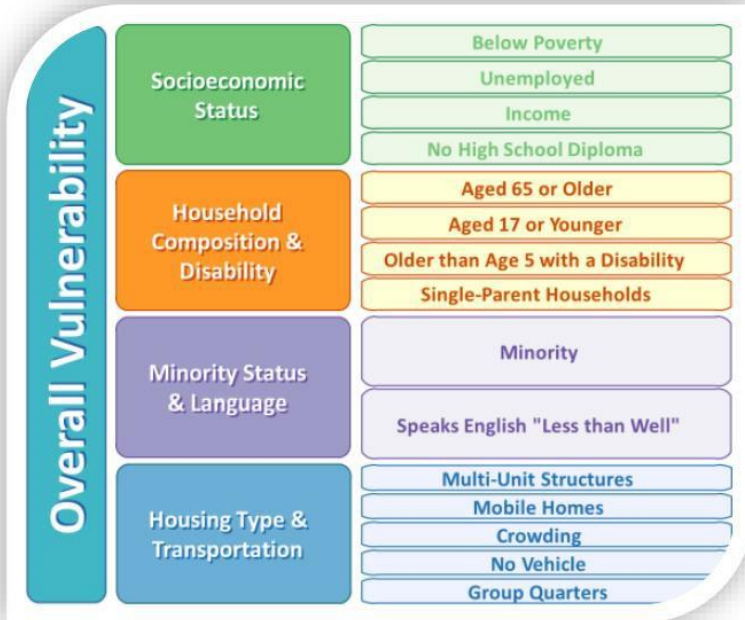 Overall Vulnerability
Socioeconomic
Status
Below Poverty
Unemployed
Income
No High School Diploma
Household
Composition &
Disability
Aged 65 or Older
Aged 17 or Younger
Older than Age 5 with a Disability
Single-Parent Households
Minority Status
& Language
Minority
Speaks English "Less than Well"
Housing Type &
Transportation
Multi-Unit Structures
Mobile Homes
Crowding
No Vehicle
Group Quarters